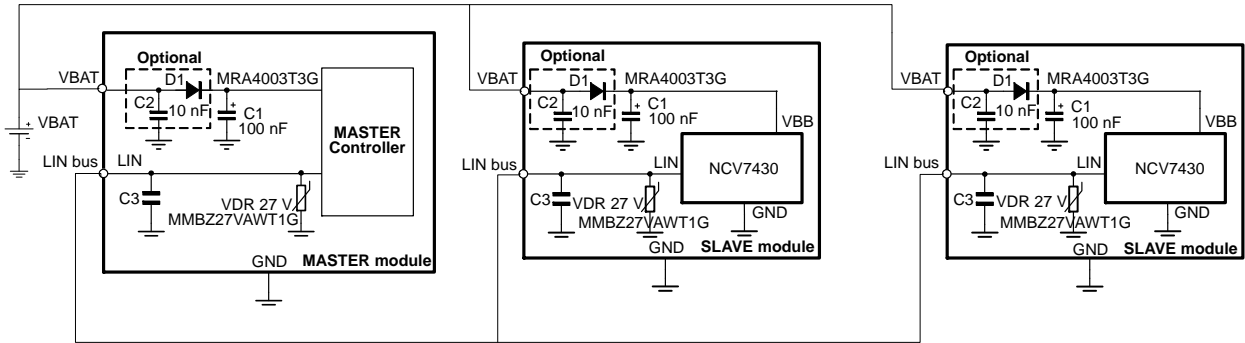 VBAT
Optional
VBAT
D1
MRA4003T3G
C2
10 nF
+
C1
100 nF
MASTER
Controller
LIN bus
LIN
C3
VDR 27 V
MMBZ27VAWT1G
GND
MASTER module
Optional
VBAT
D1
MRA4003T3G
C2
10 nF
+
C1
100 nF
VBB
LIN bus
LIN
NCV7430
C3
VDR 27 V
MMBZ27VAWT1G
GND
GND
SLAVE module
Optional
VBAT
D1
MRA4003T3G
C2
10 nF
+
C1
100 nF
VBB
LIN bus
LIN
NCV7430
C3
VDR 27 V
MMBZ27VAWT1G
GND
GND
SLAVE module